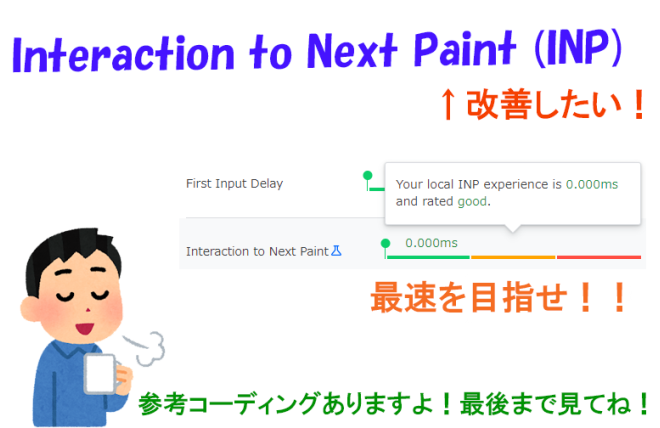 Interaction to Next Paint (INP)
↑改善したい!
First Input Delay
Your local INP experience is 0.000ms
and rated good.
Interaction to Next Paint
0.000ms
最速を目指せ!!
参考コーディングありますよ!最後まで見てね!